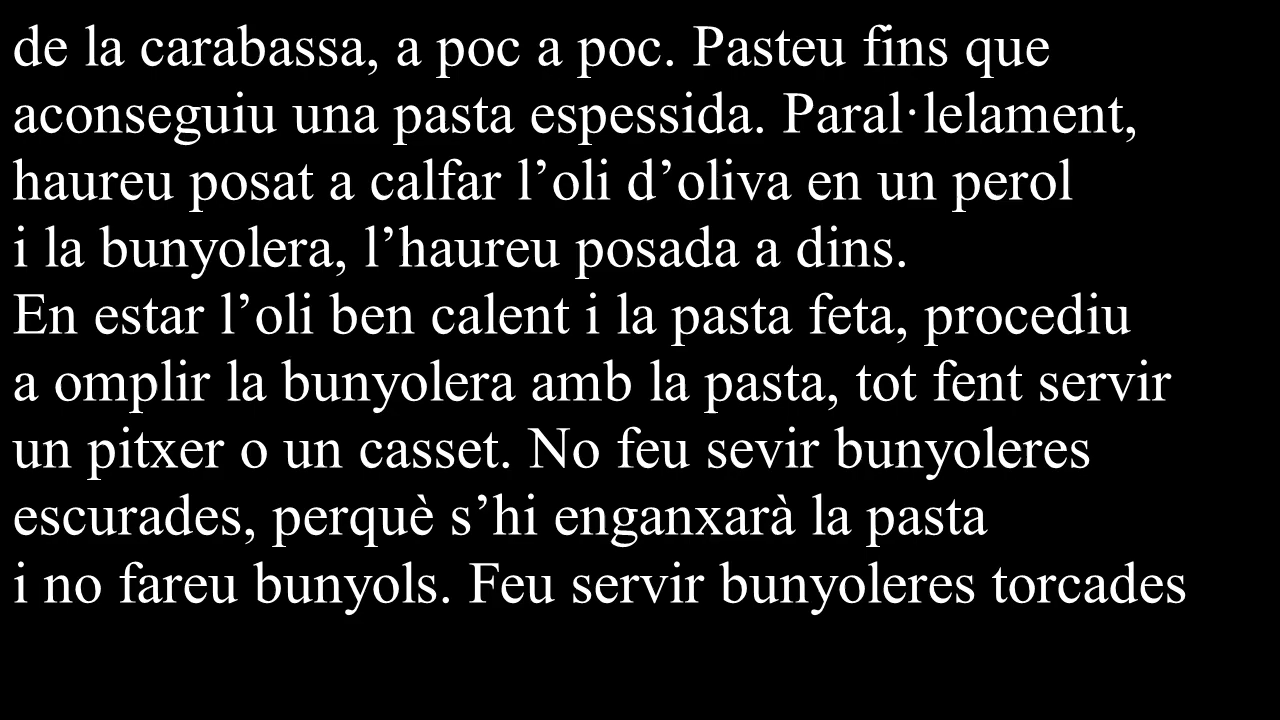 de la carabassa, a poc a poc. Pasteu fins que
aconseguiu una pasta espessida. Paral·lelament,
haureu posat a calfar l’oli d’oliva en un perol
i la bunyolera, l’haureu posada a dins.
En estar l’oli ben calent i la pasta feta, procediu
a omplir la bunyolera amb la pasta, tot fent servir
un pitxer o un casset. No feu sevir bunyoleres
escurades, perquè s’hi enganxarà la pasta
i no fareu bunyols. Feu servir bunyoleres torcades